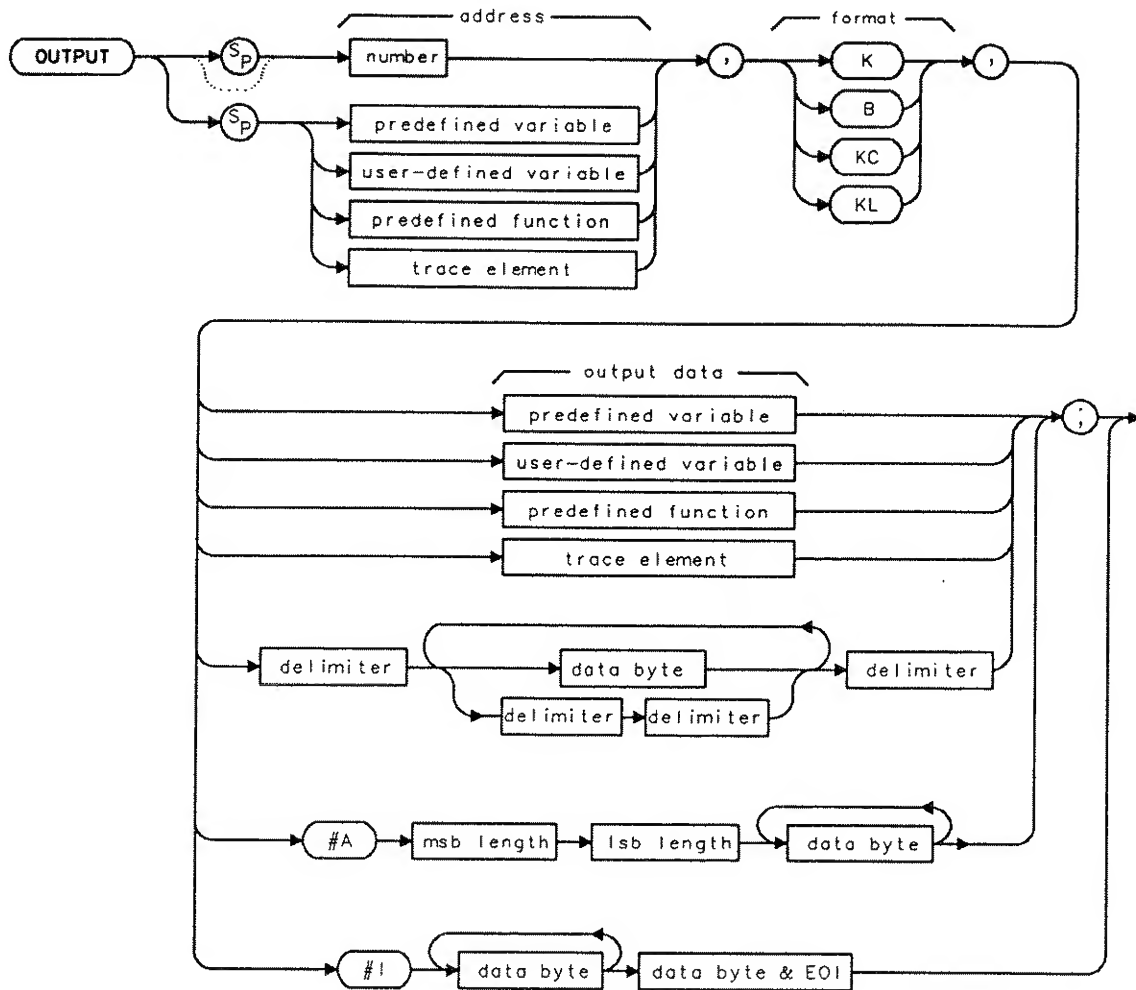 address
format
OUTPUT
SP
number
,
K
,
B
SP
predefined variable
KC
user-defined variable
KL
predefined function
trace element
output data
predefined variable
;
user-defined variable
predefined function
trace element
delimiter
data byte
delimiter
delimiter
delimiter
#A
msb length
lsb length
data byte
#I
data byte
data byte & EOI